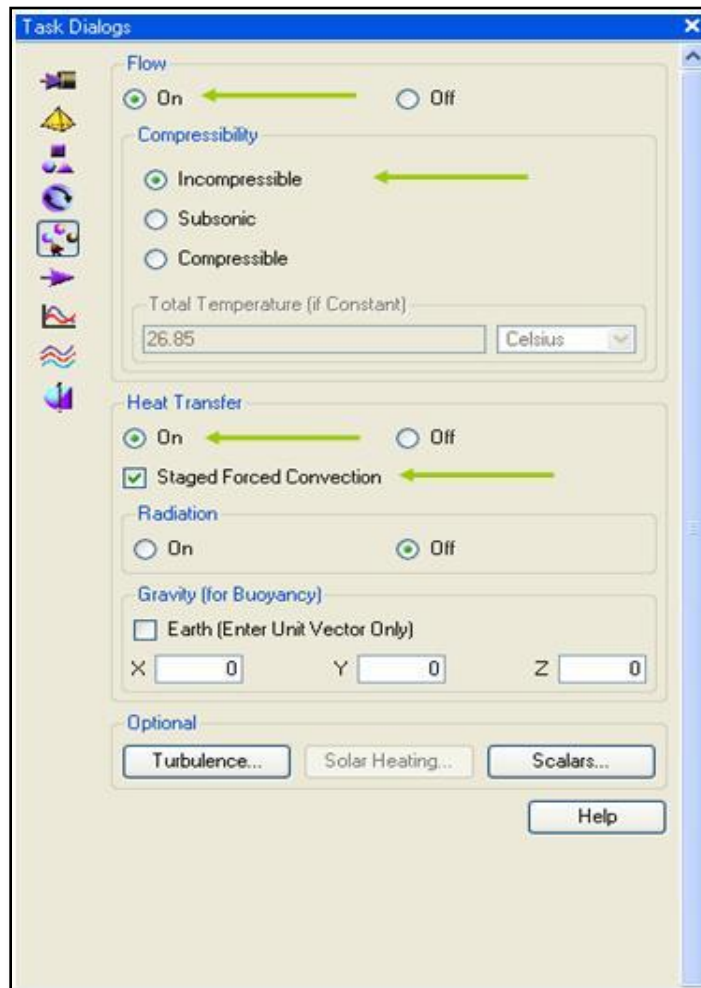 Task Dialogs
Flow
On Off
Compressibility
Incompressible
Subsonic
Compressible
Total Temperature (if Constant)
26.85 Celsius
Heat Transfer
On Off
Staged Forced Convection
Radiation
On Off
Gravity (for Buoyancy)
Earth (Enter Unit Vector Only)
X 0 Y 0 Z 0
Optional
Turbulence... Solar Heating... Scalars...
Help